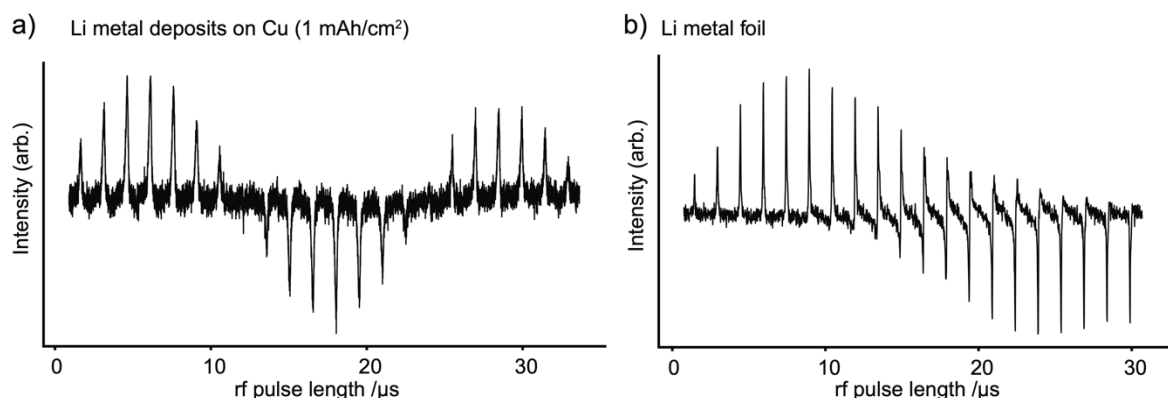 a) Li metal deposits on Cu (1 mAh/cm²)
Intensity (arb.)
0 10 20 30
rf pulse length /µs
b) Li metal foil
Intensity (arb.)
0 10 20 30
rf pulse length /µs